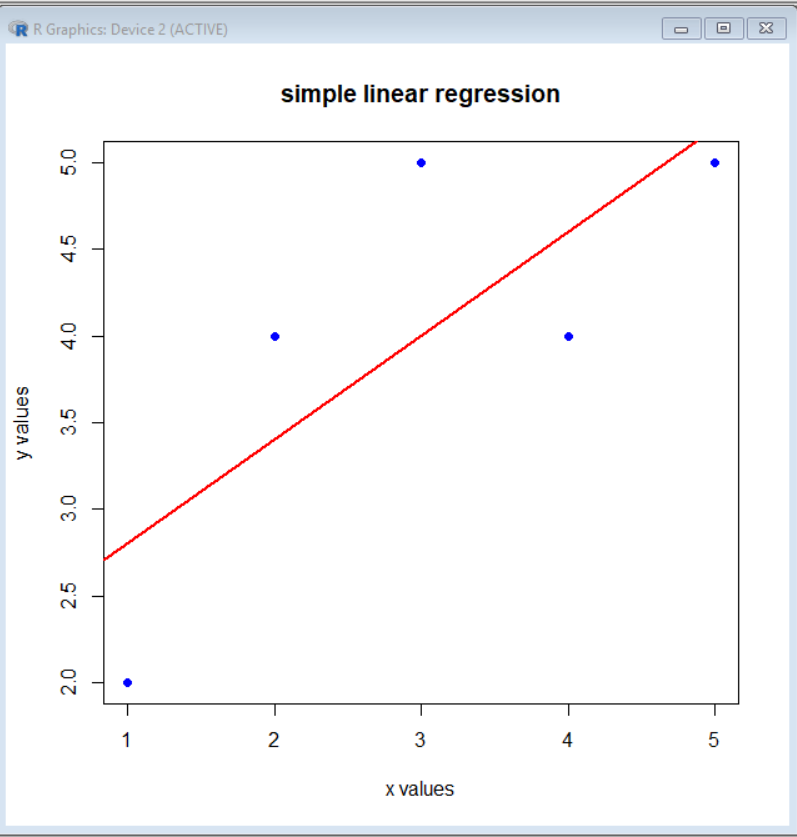 R Graphics: Device 2 (ACTIVE)
simple linear regression
5.0
4.5
4.0
3.5
3.0
2.5
2.0
y values
1 2 3 4 5
x values